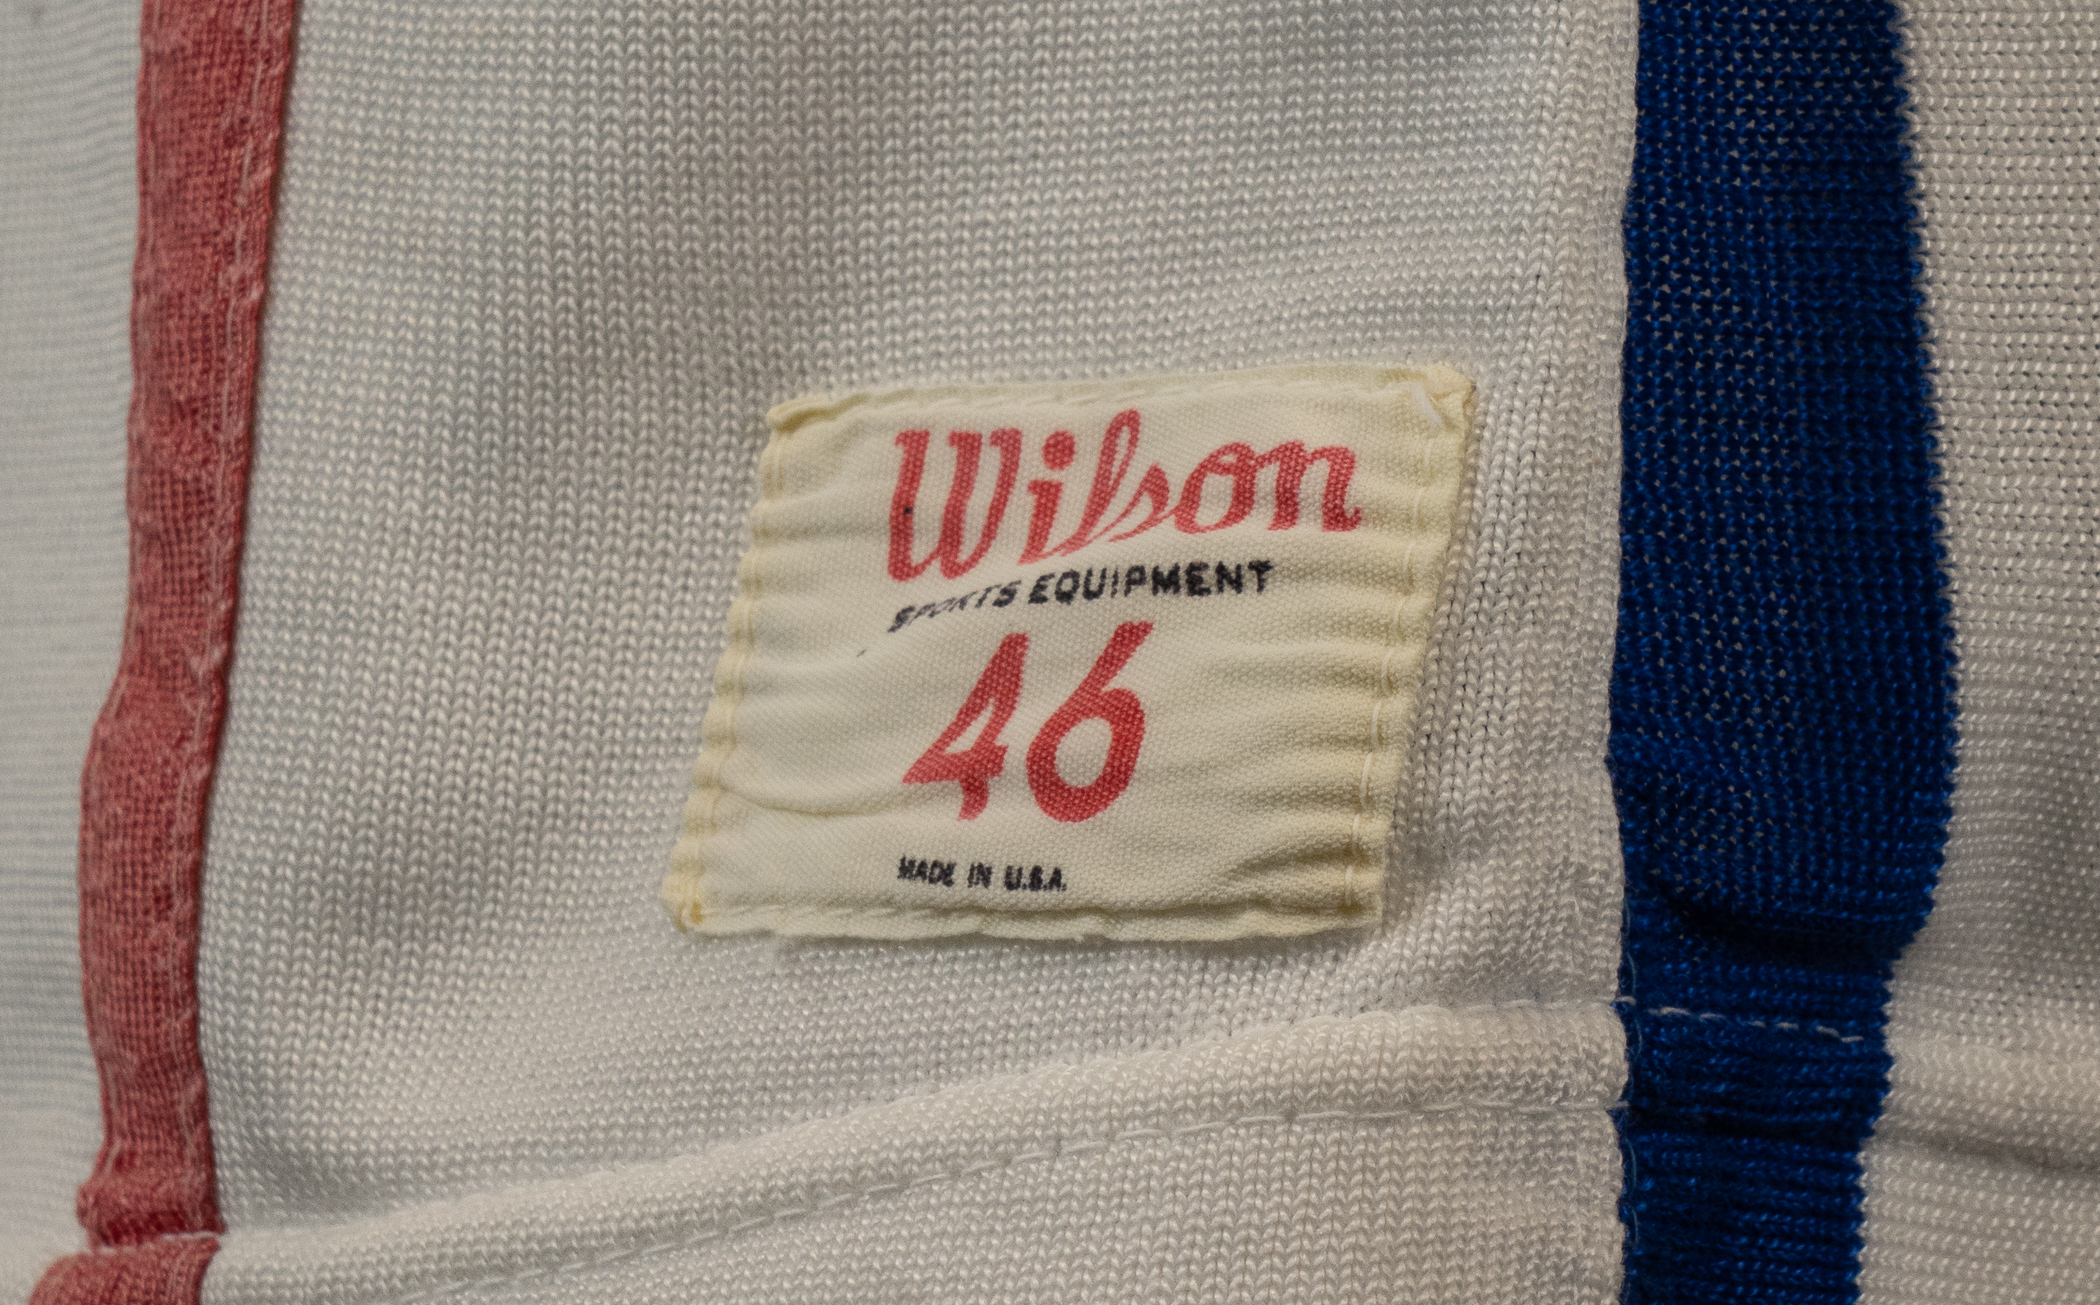 Wilson
SPORTS EQUIPMENT
46
MADE IN U.S.A.